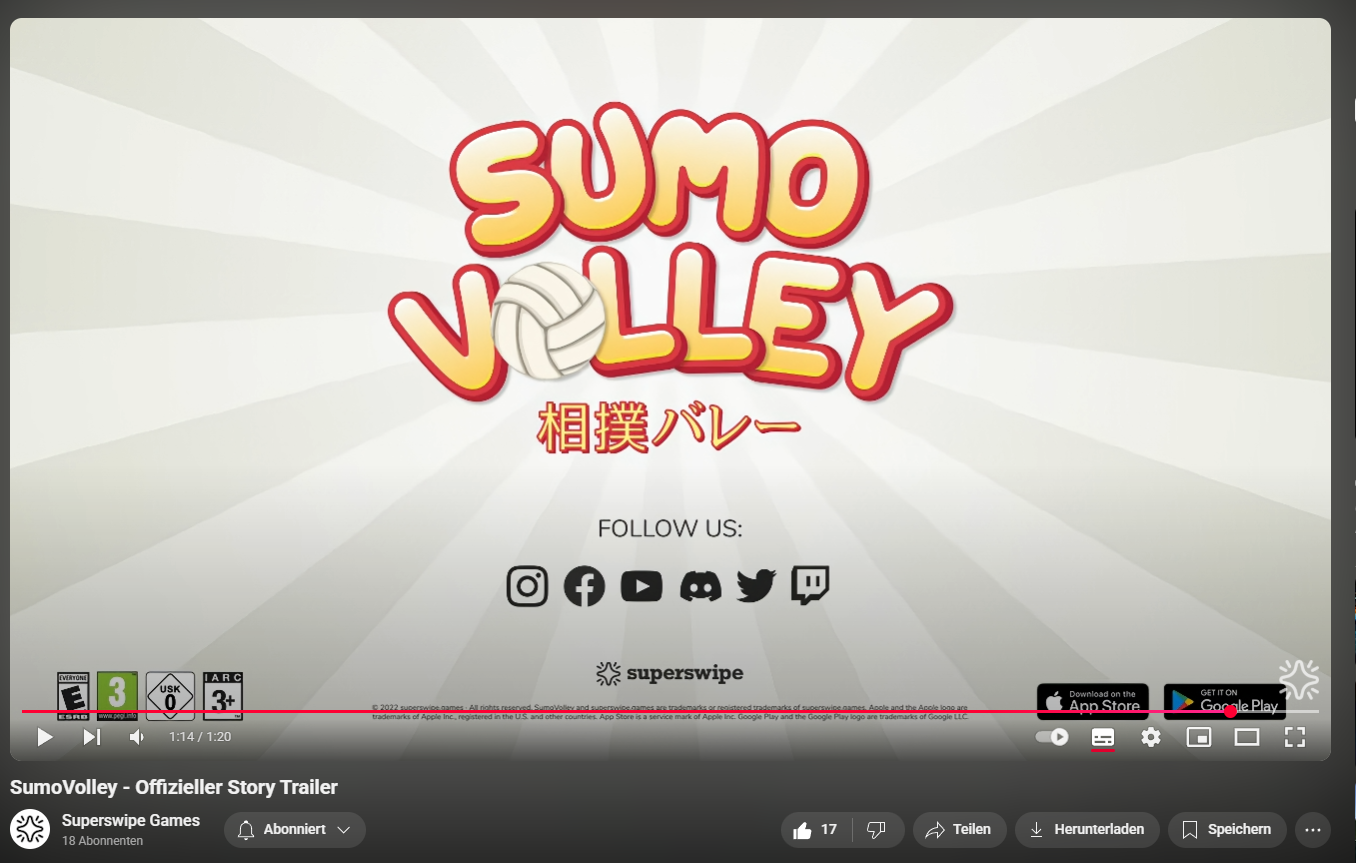 SUMO
VOLLEY
相撲バレー
FOLLOW US:
superswipe
EVERYONE
E
ESRB
3
www.pegi.info
USK
0
IARC
3+
© 2022 superswipe.games - All rights reserved. SumoVolley and superswipe.games are trademarks or registered trademarks of superswipe.games. Apple and the Apple logo are
trademarks of Apple Inc., registered in the U.S. and other countries. App Store is a service mark of Apple Inc. Google Play and the Google Play logo are trademarks of Google LLC.
Download on the
App Store
GET IT ON
Google Play
1:14 / 1:20
SumoVolley - Offizieller Story Trailer
Superswipe Games
18 Abonnenten
Abonniert
17
Teilen
Herunterladen
Speichern